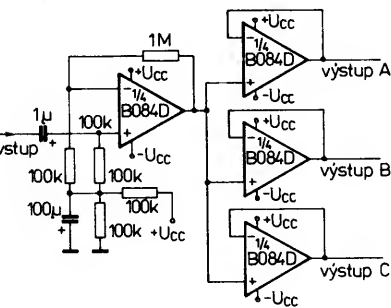 1M
+UCC
1/4
B084D
-UCC
1µ
+
vstup
100k
100k
100k
100k
100µ
+
100k
+UCC
+UCC
1/4
B084D
-UCC
výstup A
+UCC
1/4
B084D
-UCC
výstup B
+UCC
1/4
B084D
-UCC
výstup C